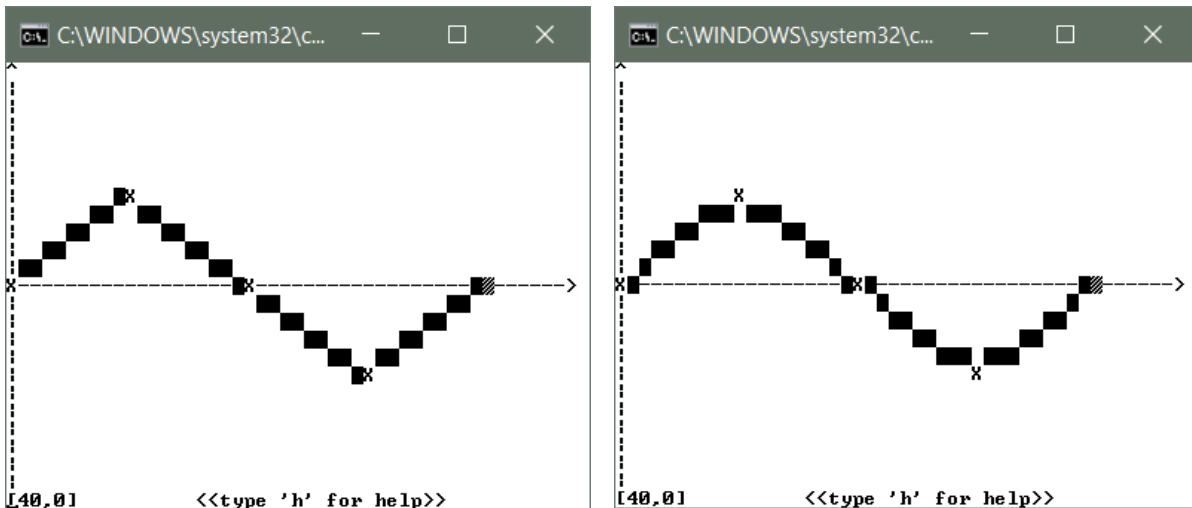 C:\WINDOWS\system32\c...
[40,0] <<type 'h' for help>>
C:\WINDOWS\system32\c...
[40,0] <<type 'h' for help>>